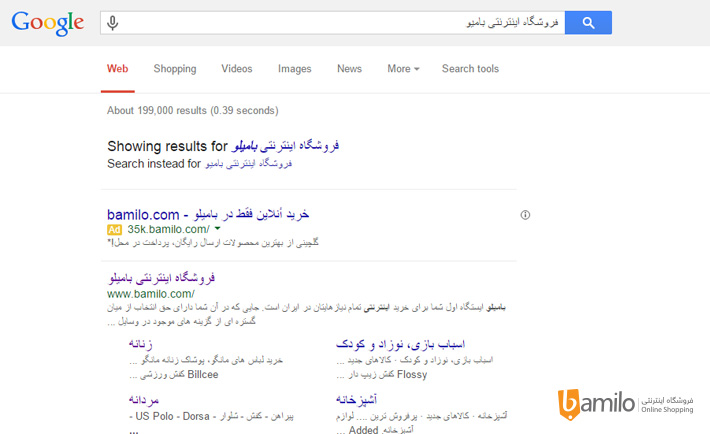 Google
فروشگاه اینترنتی بامیو
Web Shopping Videos Images News More Search tools
About 199,000 results (0.39 seconds)
Showing results for فروشگاه اینترنتی بامیلو
Search instead for فروشگاه اینترنتی بامیو
bamilo.com - خرید آنلاین فقط در بامیلو
Ad 35k.bamilo.com/
گلچینی از بهترین محصولات ارسال رایگان، پرداخت در محل!*
فروشگاه اینترنتی بامیلو
www.bamilo.com/
بامیلو ایستگاه اول شما برای خرید اینترنتی تمام نیازهایتان در ایران است. جایی که در آن شما دارای حق انتخاب از میان
گستره ای از گزینه های موجود در وسایل ...
اسباب بازی، نوزاد و کودک
اسباب بازی، نوزاد و کودک · کالاهای جدید ...
Flossy کفش زیپ دار ...
زنانه
خرید لباس های مانگو، پوشاک زنانه مانگو ...
Billcee کفش ورزشی ...
آشپزخانه
آشپزخانه · کالاهای جدید · پرفروش ترین .... لوازم
آشپزخانه. Added ...
مردانه
پیراهن - کفش - شلوار - US Polo - Dorsa -
...
bamilo
فروشگاه اینترنتی
Online Shopping